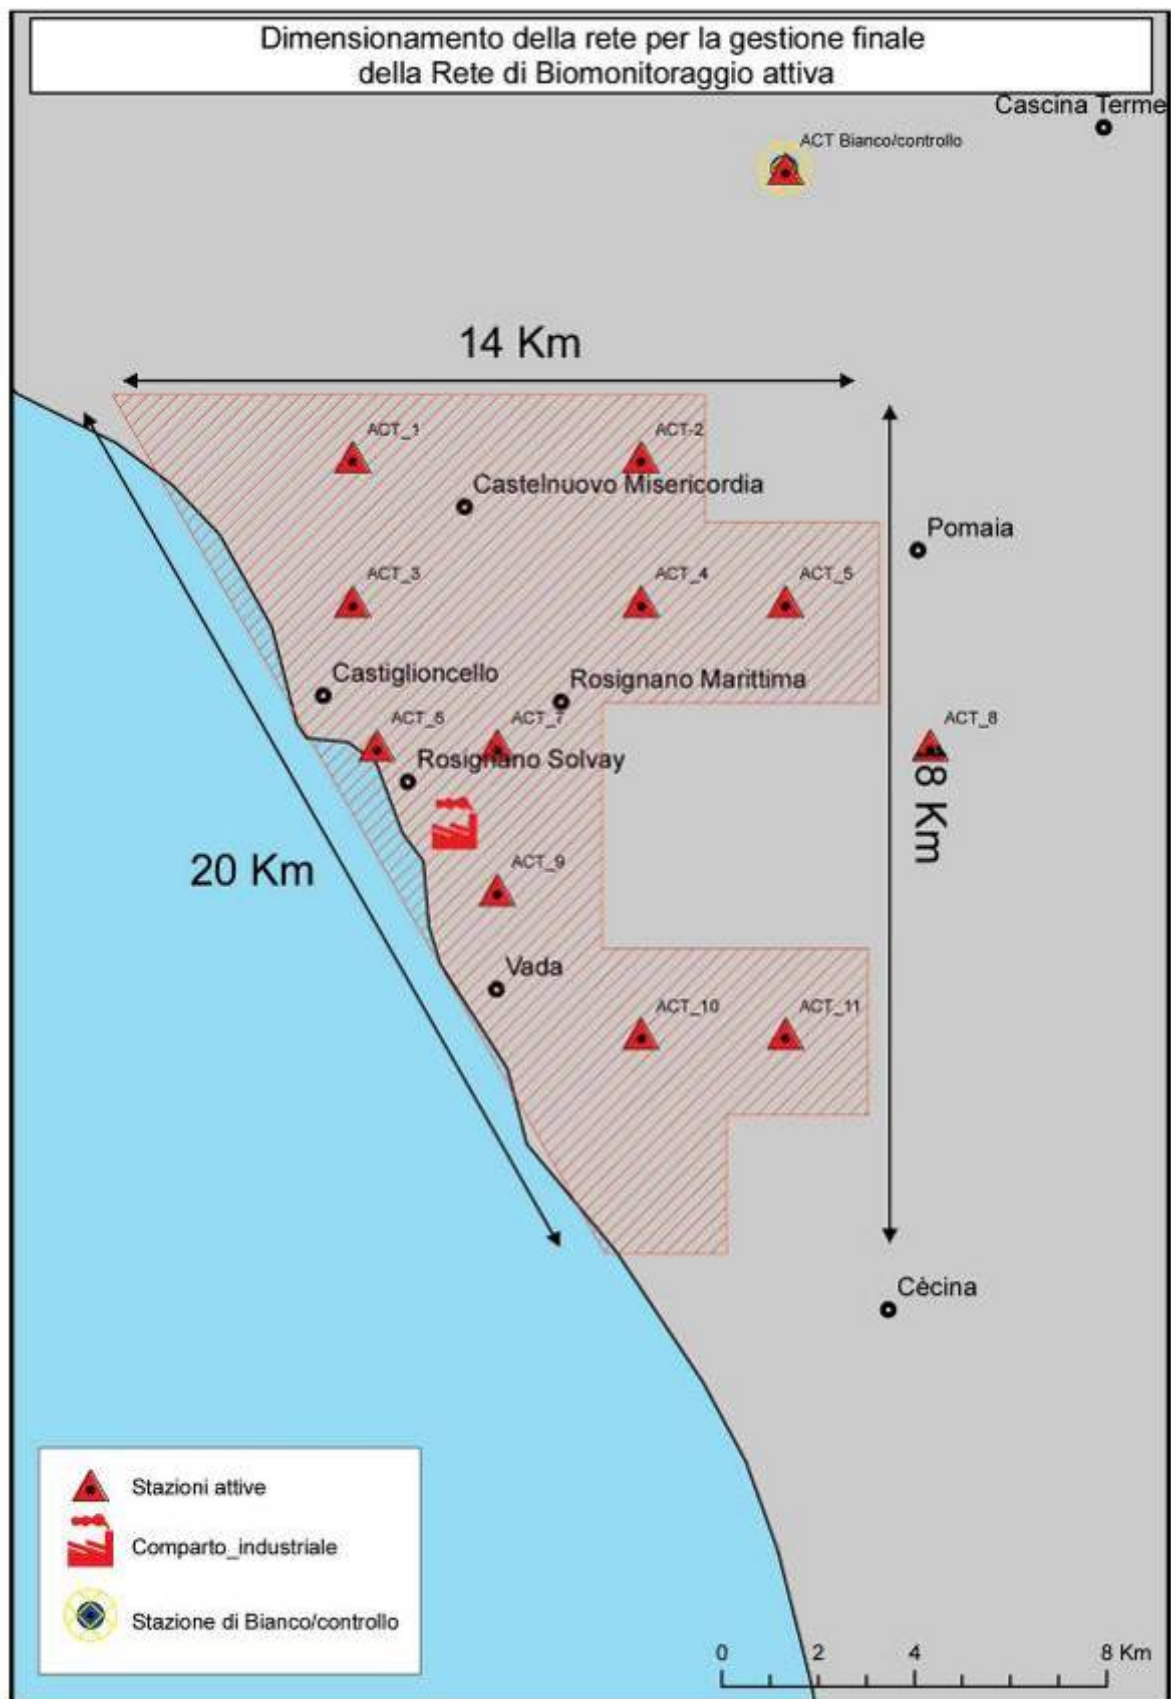 Dimensionamento della rete per la gestione finale
della Rete di Biomonitoraggio attiva
Cascina Terme
ACT Bianco/controllo
14 Km
ACT_1
ACT-2
Castelnuovo Misericordia
Pomaia
ACT_3
ACT_4
ACT_5
Castiglioncello
Rosignano Marittima
ACT_6
ACT_7
ACT_8
Rosignano Solvay
18 Km
20 Km
ACT_9
Vada
ACT_10
ACT_11
Cècina
Stazioni attive
Comparto_industriale
Stazione di Bianco/controllo
0 2 4 8 Km